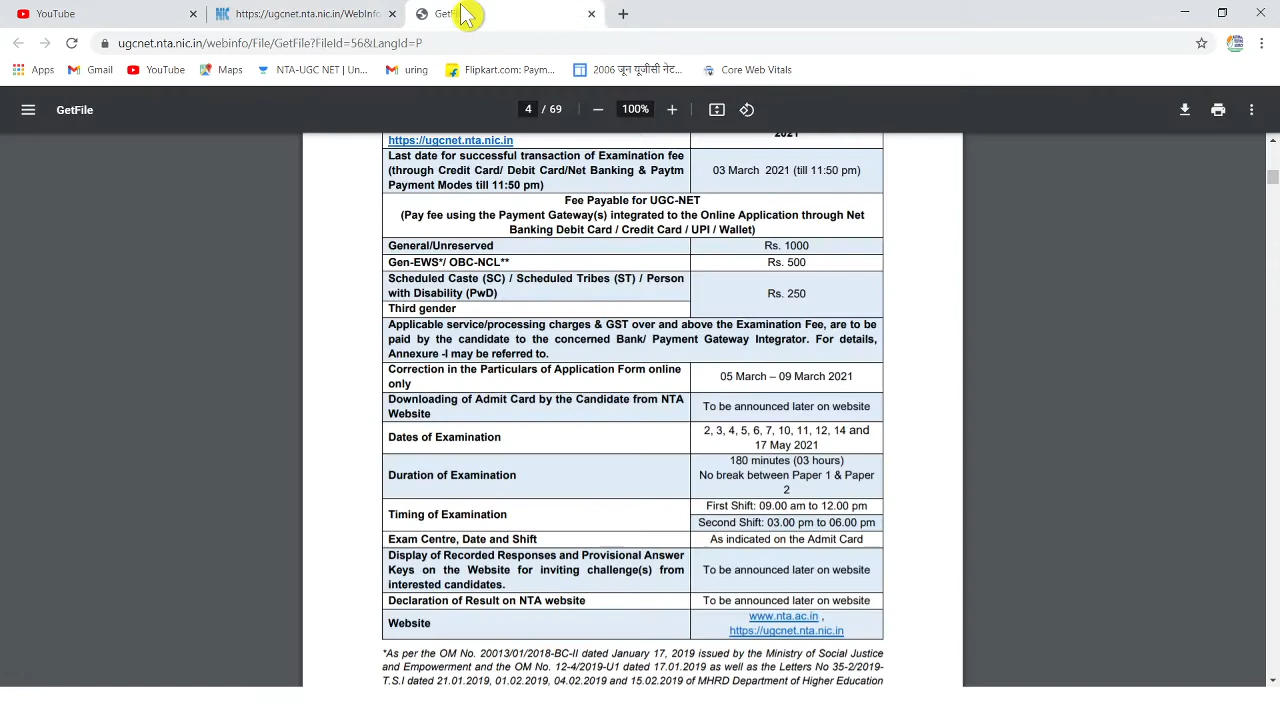 YouTube
https://ugcnet.nta.nic.in/WebInfo
GetF
ugcnet.nta.nic.in/webinfo/File/GetFile?FileId=56&LangId=P
Apps Gmail YouTube Maps NTA-UGC NET | Un... uring Flipkart.com: Paym... 2006 जून यूजीसी नेट... Core Web Vitals
GetFile 4 / 69 100%
https://ugcnet.nta.nic.in 2021
Last date for successful transaction of Examination fee
(through Credit Card/ Debit Card/Net Banking & Paytm
Payment Modes till 11:50 pm)
03 March 2021 (till 11:50 pm)
Fee Payable for UGC-NET
(Pay fee using the Payment Gateway(s) integrated to the Online Application through Net
Banking Debit Card / Credit Card / UPI / Wallet)
General/Unreserved Rs. 1000
Gen-EWS*/ OBC-NCL** Rs. 500
Scheduled Caste (SC) / Scheduled Tribes (ST) / Person
with Disability (PwD)
Rs. 250
Third gender
Applicable service/processing charges & GST over and above the Examination Fee, are to be
paid by the candidate to the concerned Bank/ Payment Gateway Integrator. For details,
Annexure -I may be referred to.
Correction in the Particulars of Application Form online
only
05 March – 09 March 2021
Downloading of Admit Card by the Candidate from NTA
Website
To be announced later on website
Dates of Examination
2, 3, 4, 5, 6, 7, 10, 11, 12, 14 and
17 May 2021
Duration of Examination
180 minutes (03 hours)
No break between Paper 1 & Paper
2
Timing of Examination
First Shift: 09.00 am to 12.00 pm
Second Shift: 03.00 pm to 06.00 pm
Exam Centre, Date and Shift As indicated on the Admit Card
Display of Recorded Responses and Provisional Answer
Keys on the Website for inviting challenge(s) from
interested candidates.
To be announced later on website
Declaration of Result on NTA website To be announced later on website
Website
www.nta.ac.in ,
https://ugcnet.nta.nic.in
*As per the OM No. 20013/01/2018-BC-II dated January 17, 2019 issued by the Ministry of Social Justice
and Empowerment and the OM No. 12-4/2019-U1 dated 17.01.2019 as well as the Letters No 35-2/2019-
T.S.I dated 21.01.2019, 01.02.2019, 04.02.2019 and 15.02.2019 of MHRD Department of Higher Education